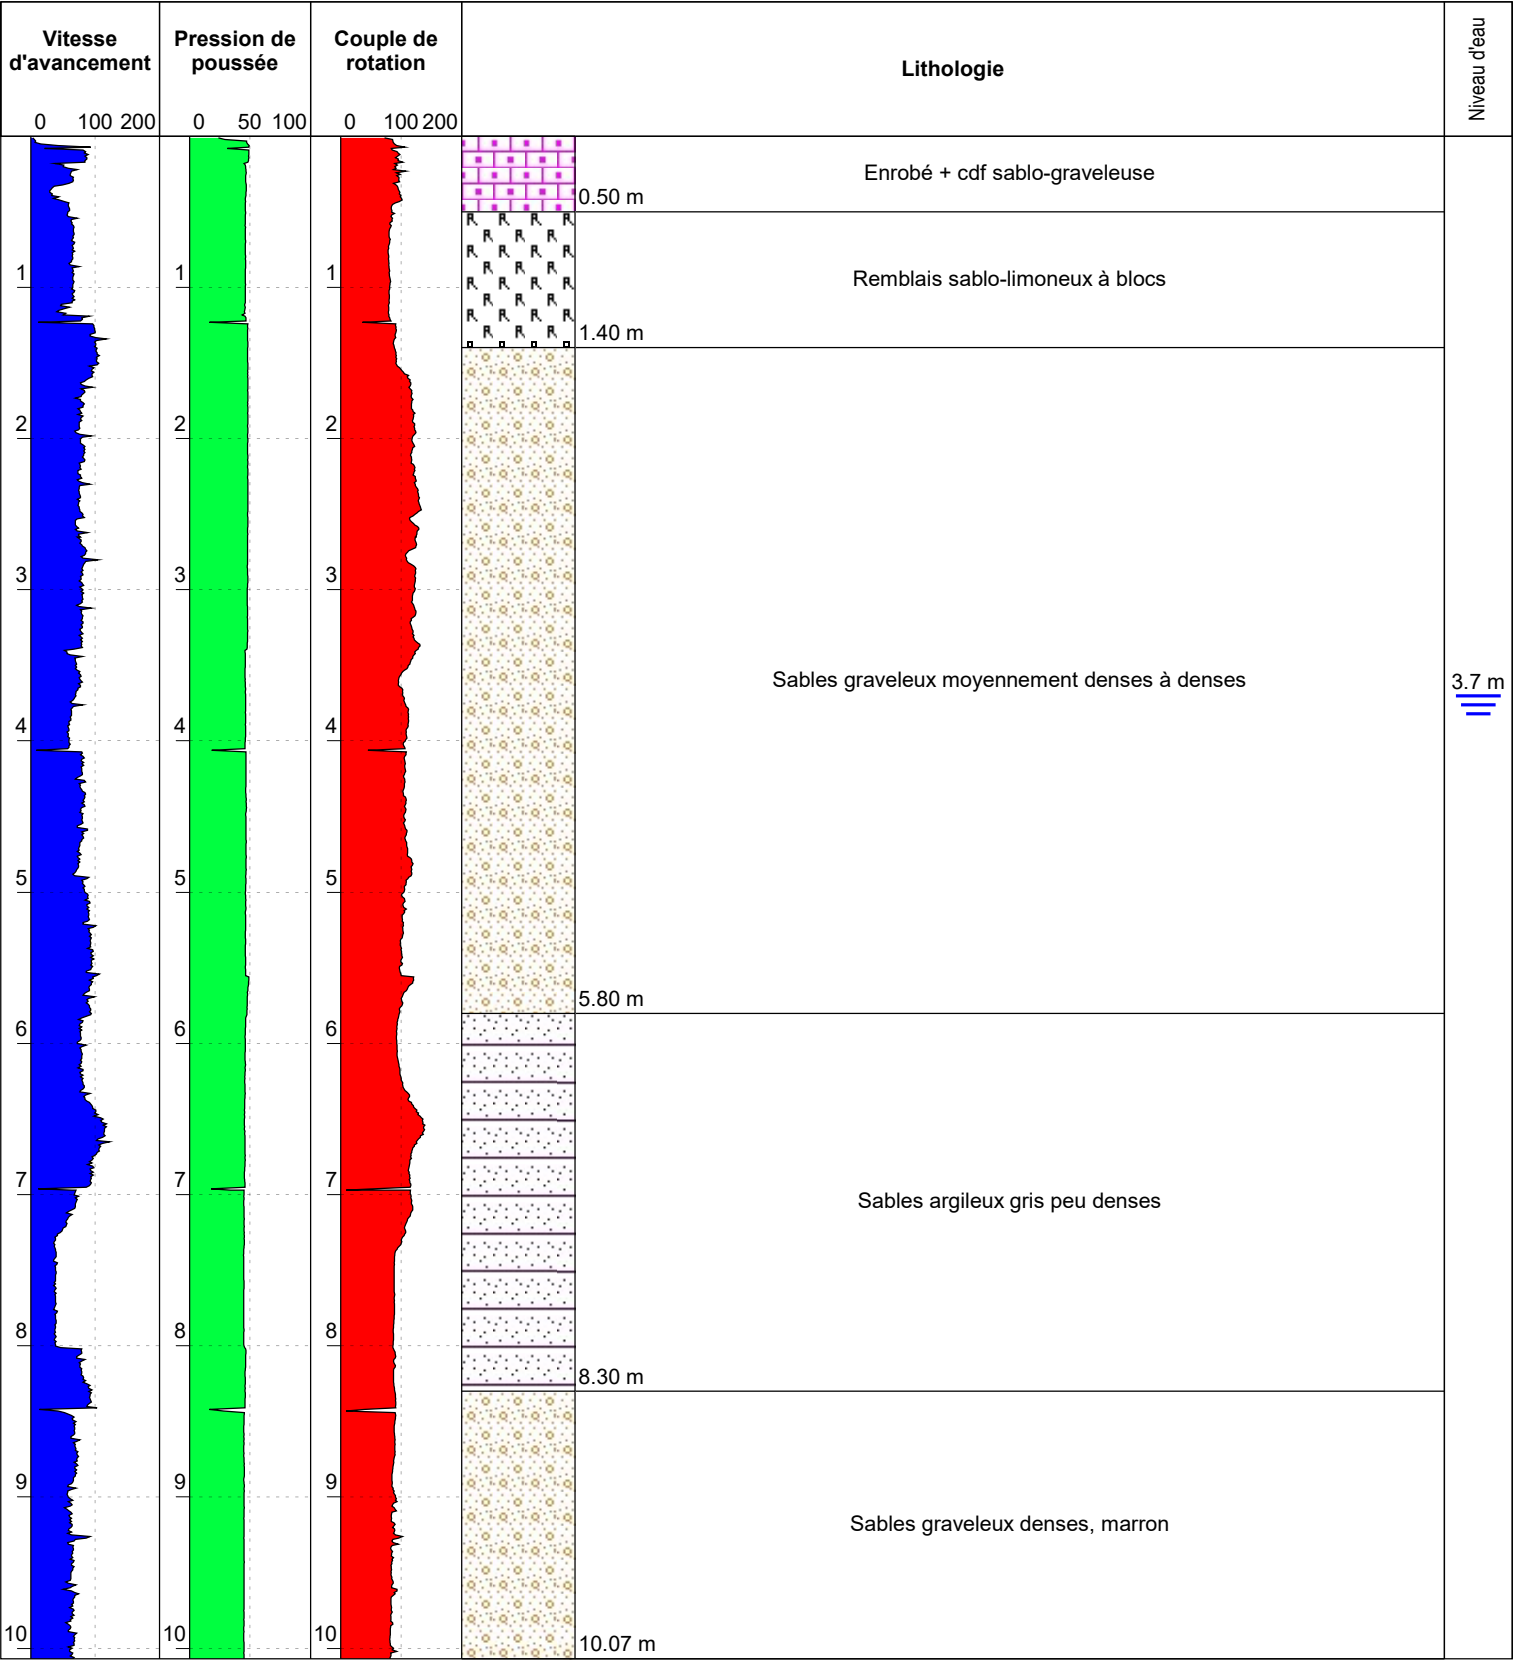 Vitesse
d'avancement
Pression de
poussée
Couple de
rotation
Lithologie
Niveau d'eau
0 100 200
0 50 100
0 100 200
Enrobé + cdf sablo-graveleuse
0.50 m
Remblais sablo-limoneux à blocs
1 1 1
1.40 m
2 2 2
3 3 3
Sables graveleux moyennement denses à denses
3.7 m
4 4 4
5 5 5
5.80 m
6 6 6
7 7 7
Sables argileux gris peu denses
8 8 8
8.30 m
9 9 9
Sables graveleux denses, marron
10 10 10
10.07 m